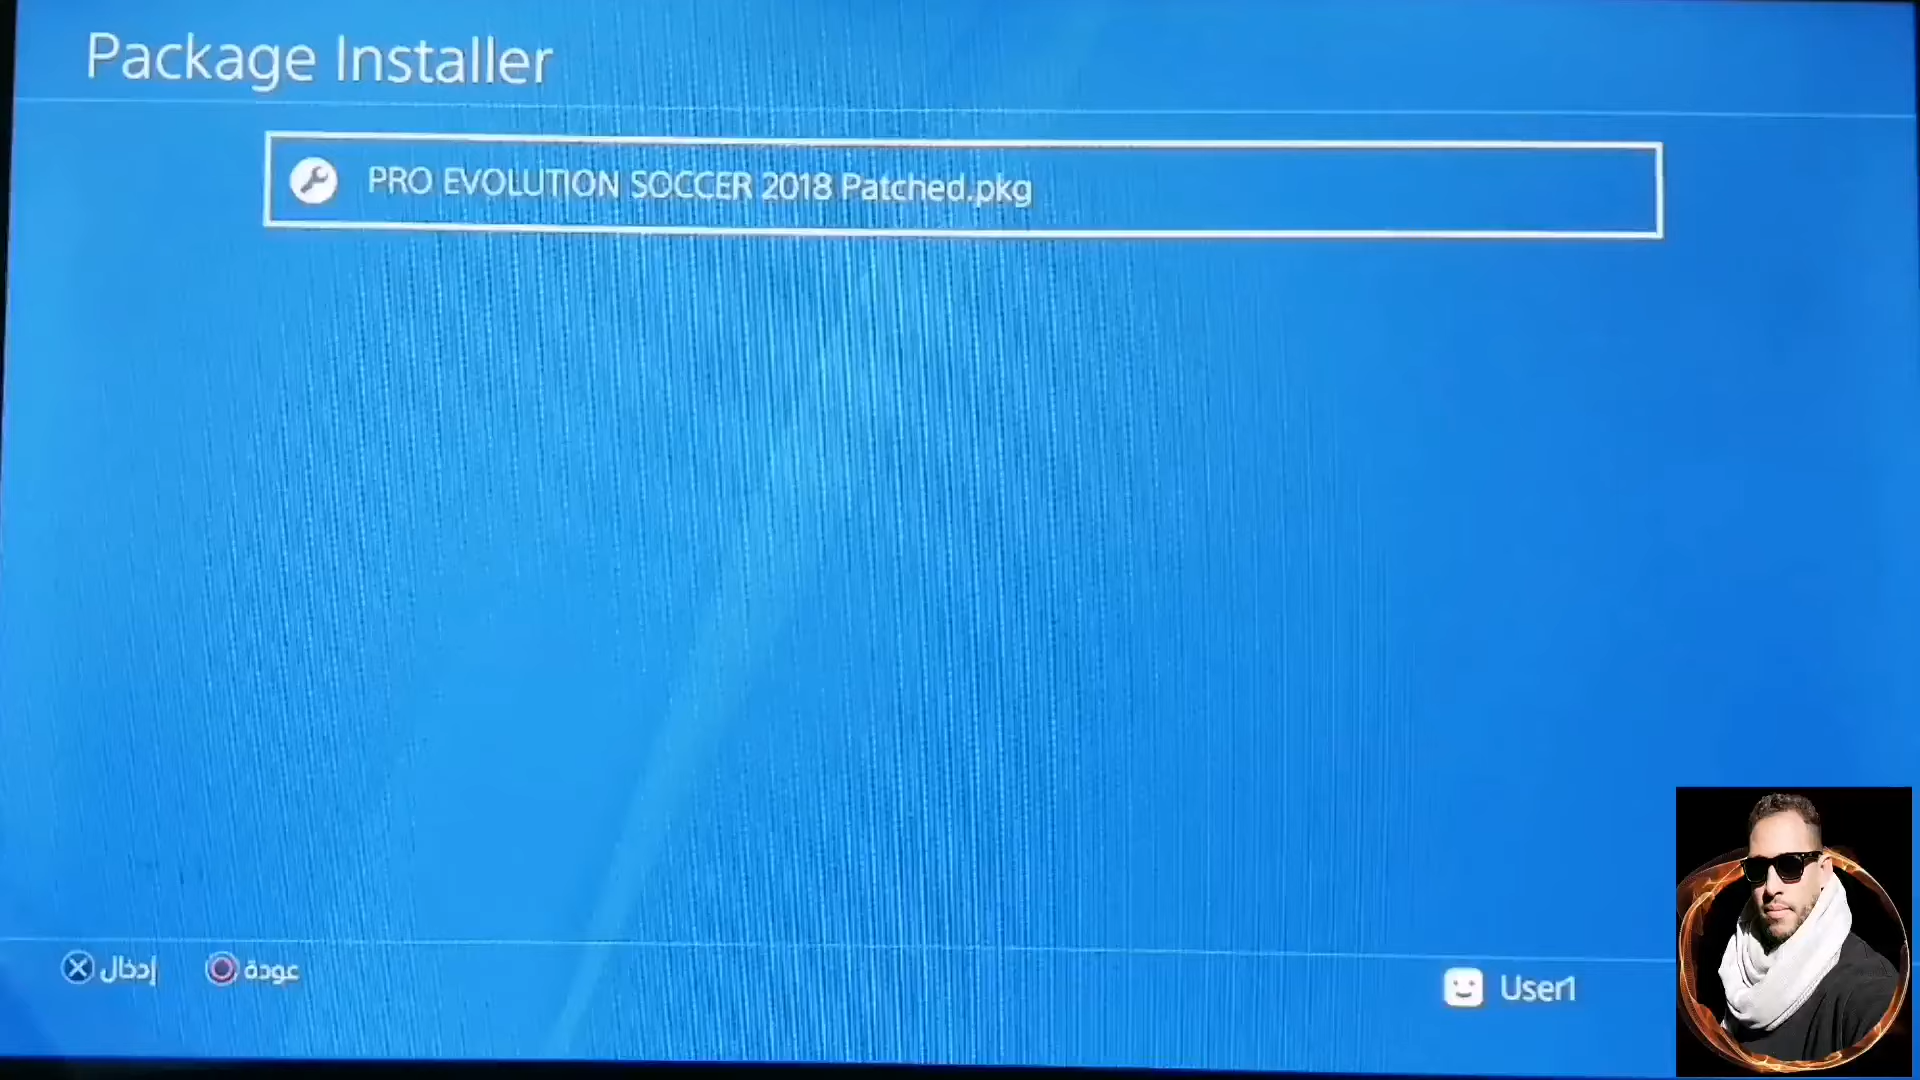 Package Installer
PRO EVOLUTION SOCCER 2018 Patched.pkg
إدخال
عودة
User1